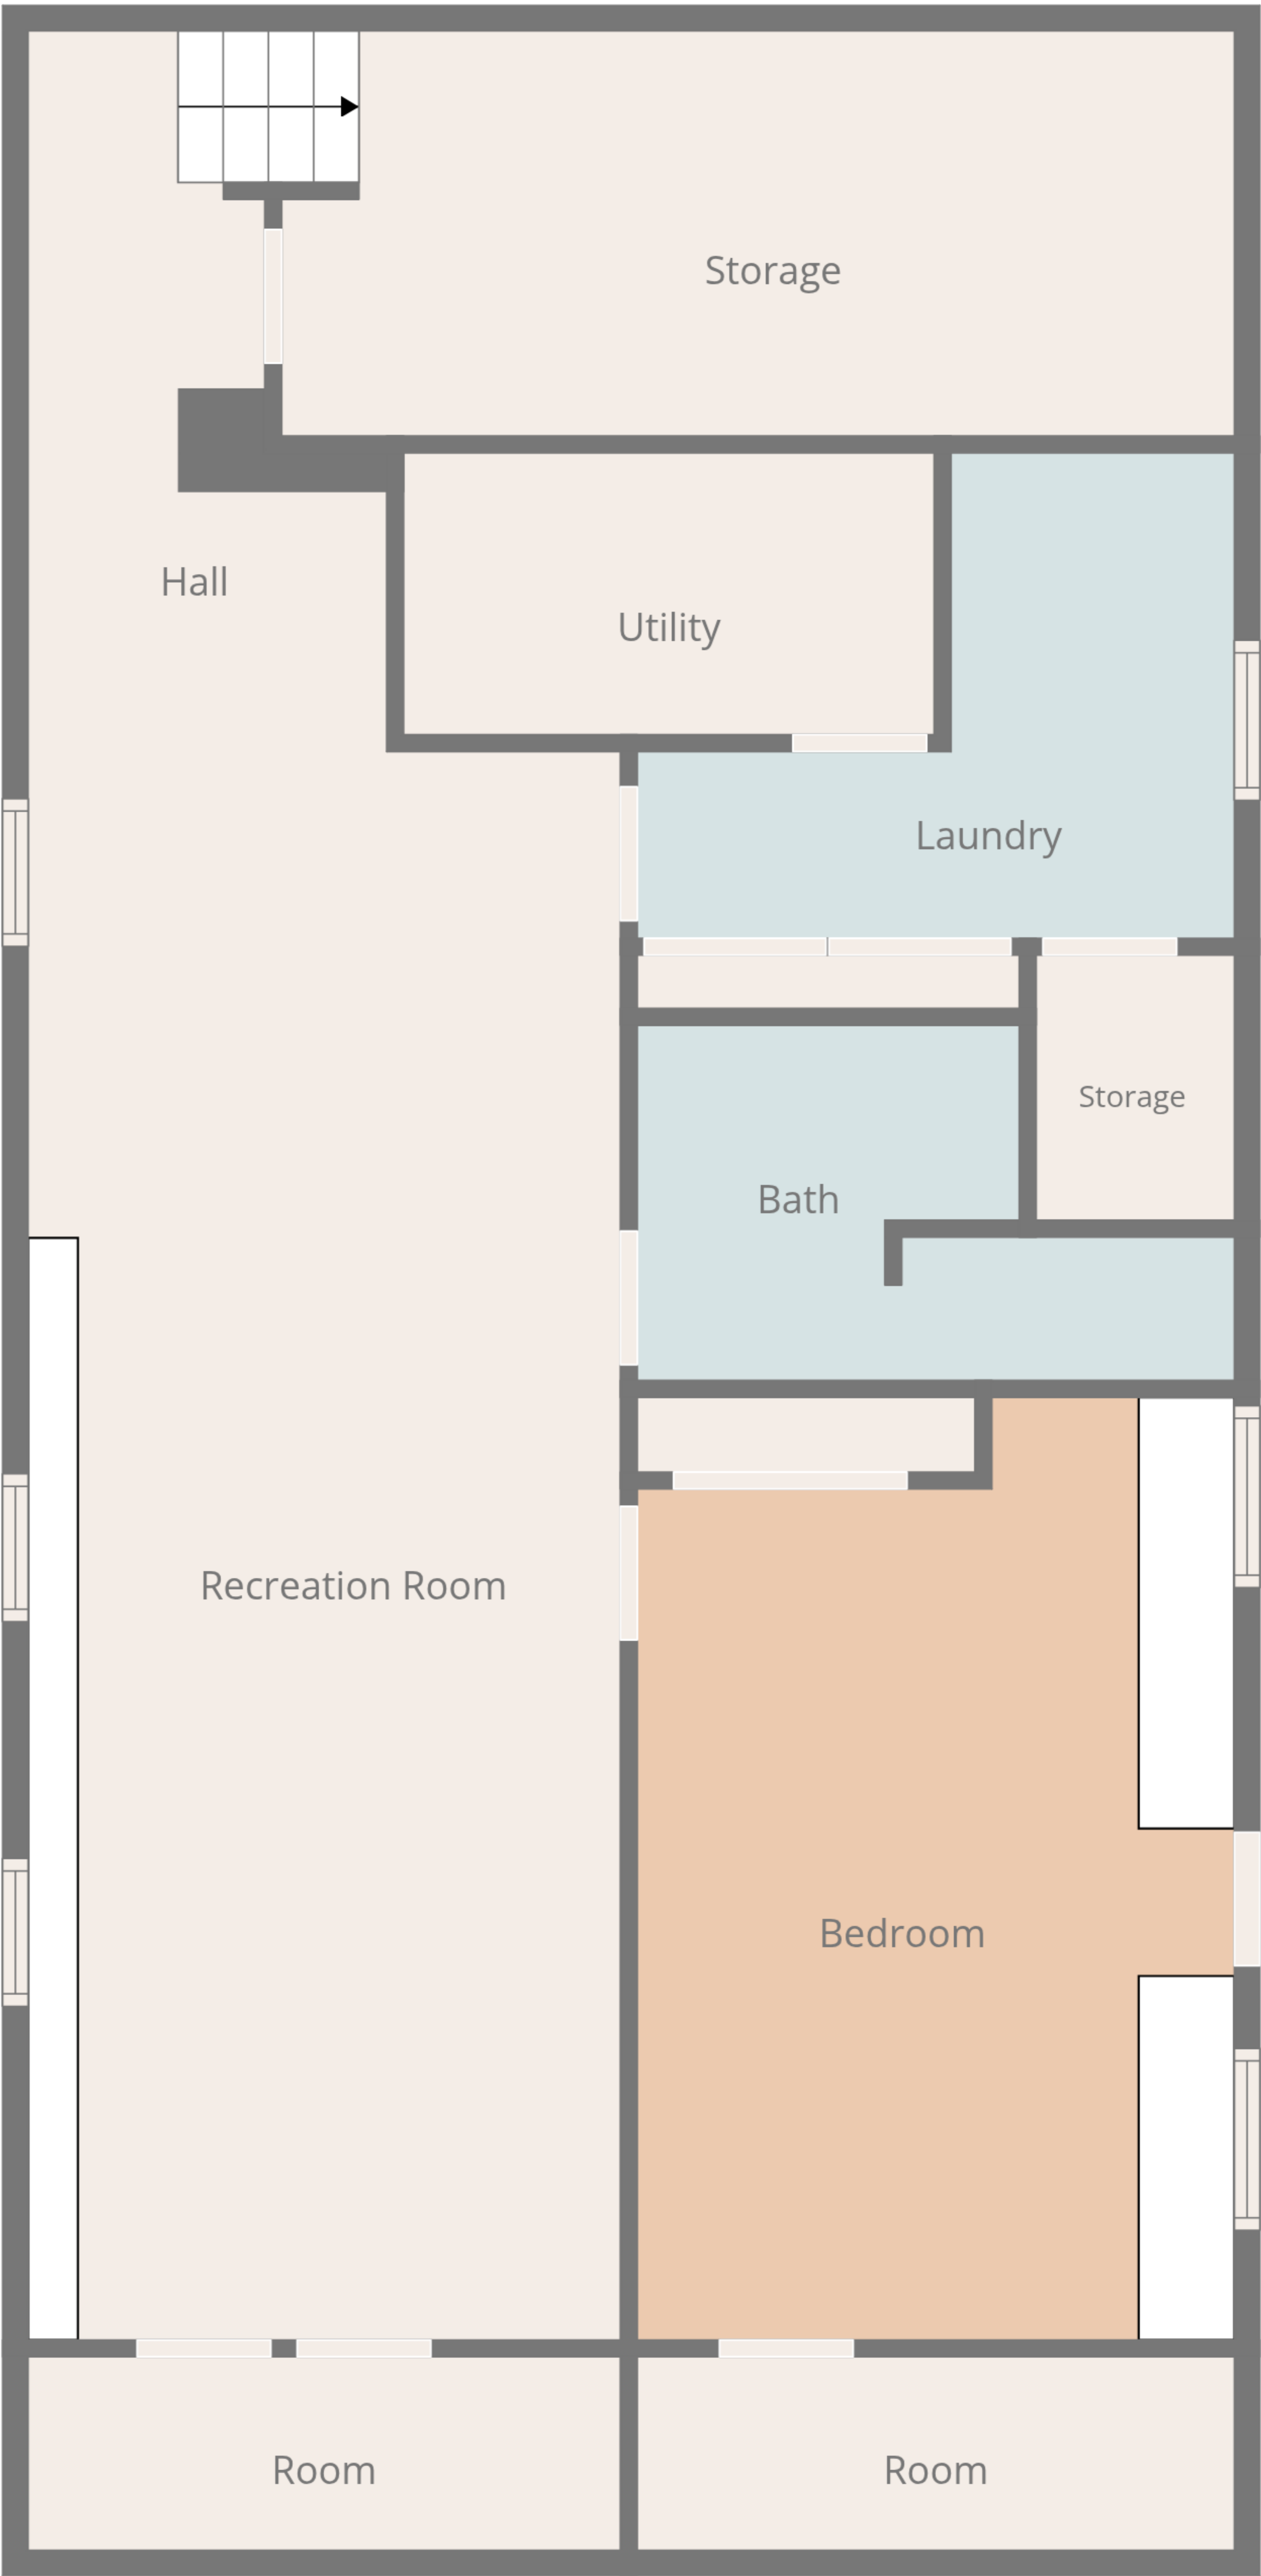 Storage
Hall
Utility
Laundry
Storage
Bath
Recreation Room
Bedroom
Room
Room